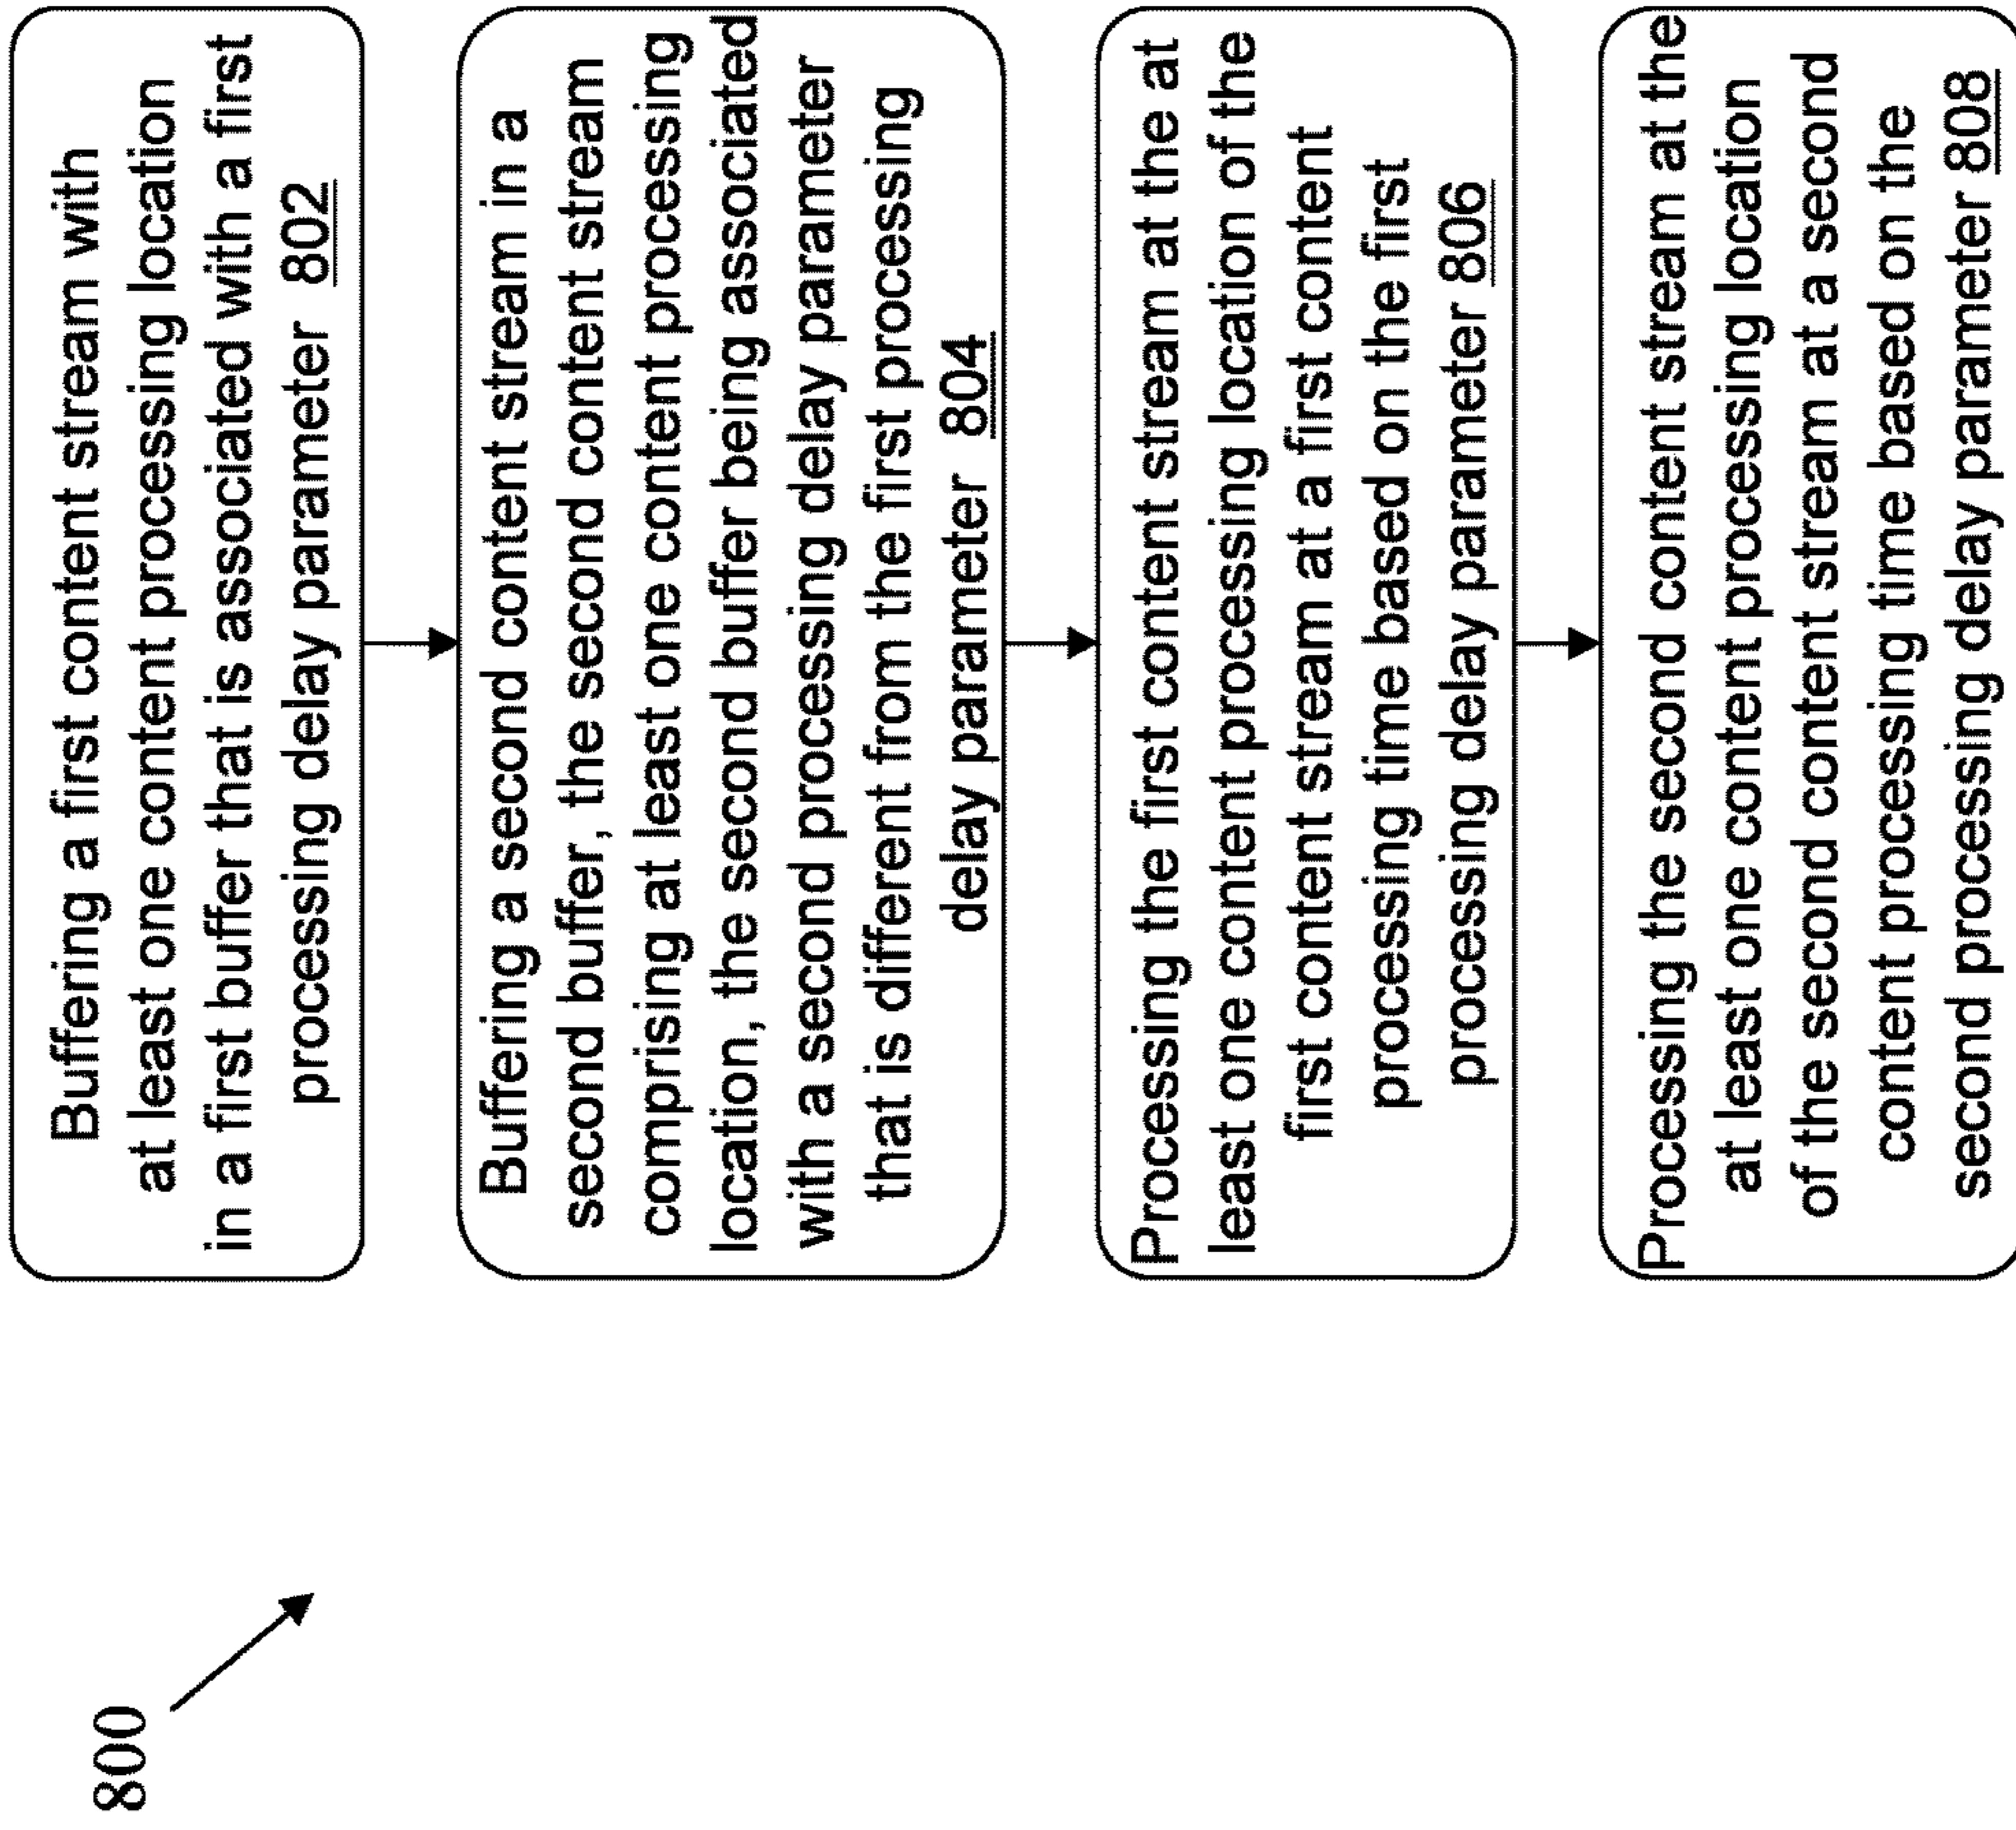 800
Buffering a first content stream with
at least one content processing location
in a first buffer that is associated with a first
processing delay parameter 802
Buffering a second content stream in a
second buffer, the second content stream
comprising at least one content processing
location, the second buffer being associated
with a second processing delay parameter
that is different from the first processing
delay parameter 804
Processing the first content stream at the at
least one content processing location of the
first content stream at a first content
processing time based on the first
processing delay parameter 806
Processing the second content stream at the
at least one content processing location
of the second content stream at a second
content processing time based on the
second processing delay parameter 808